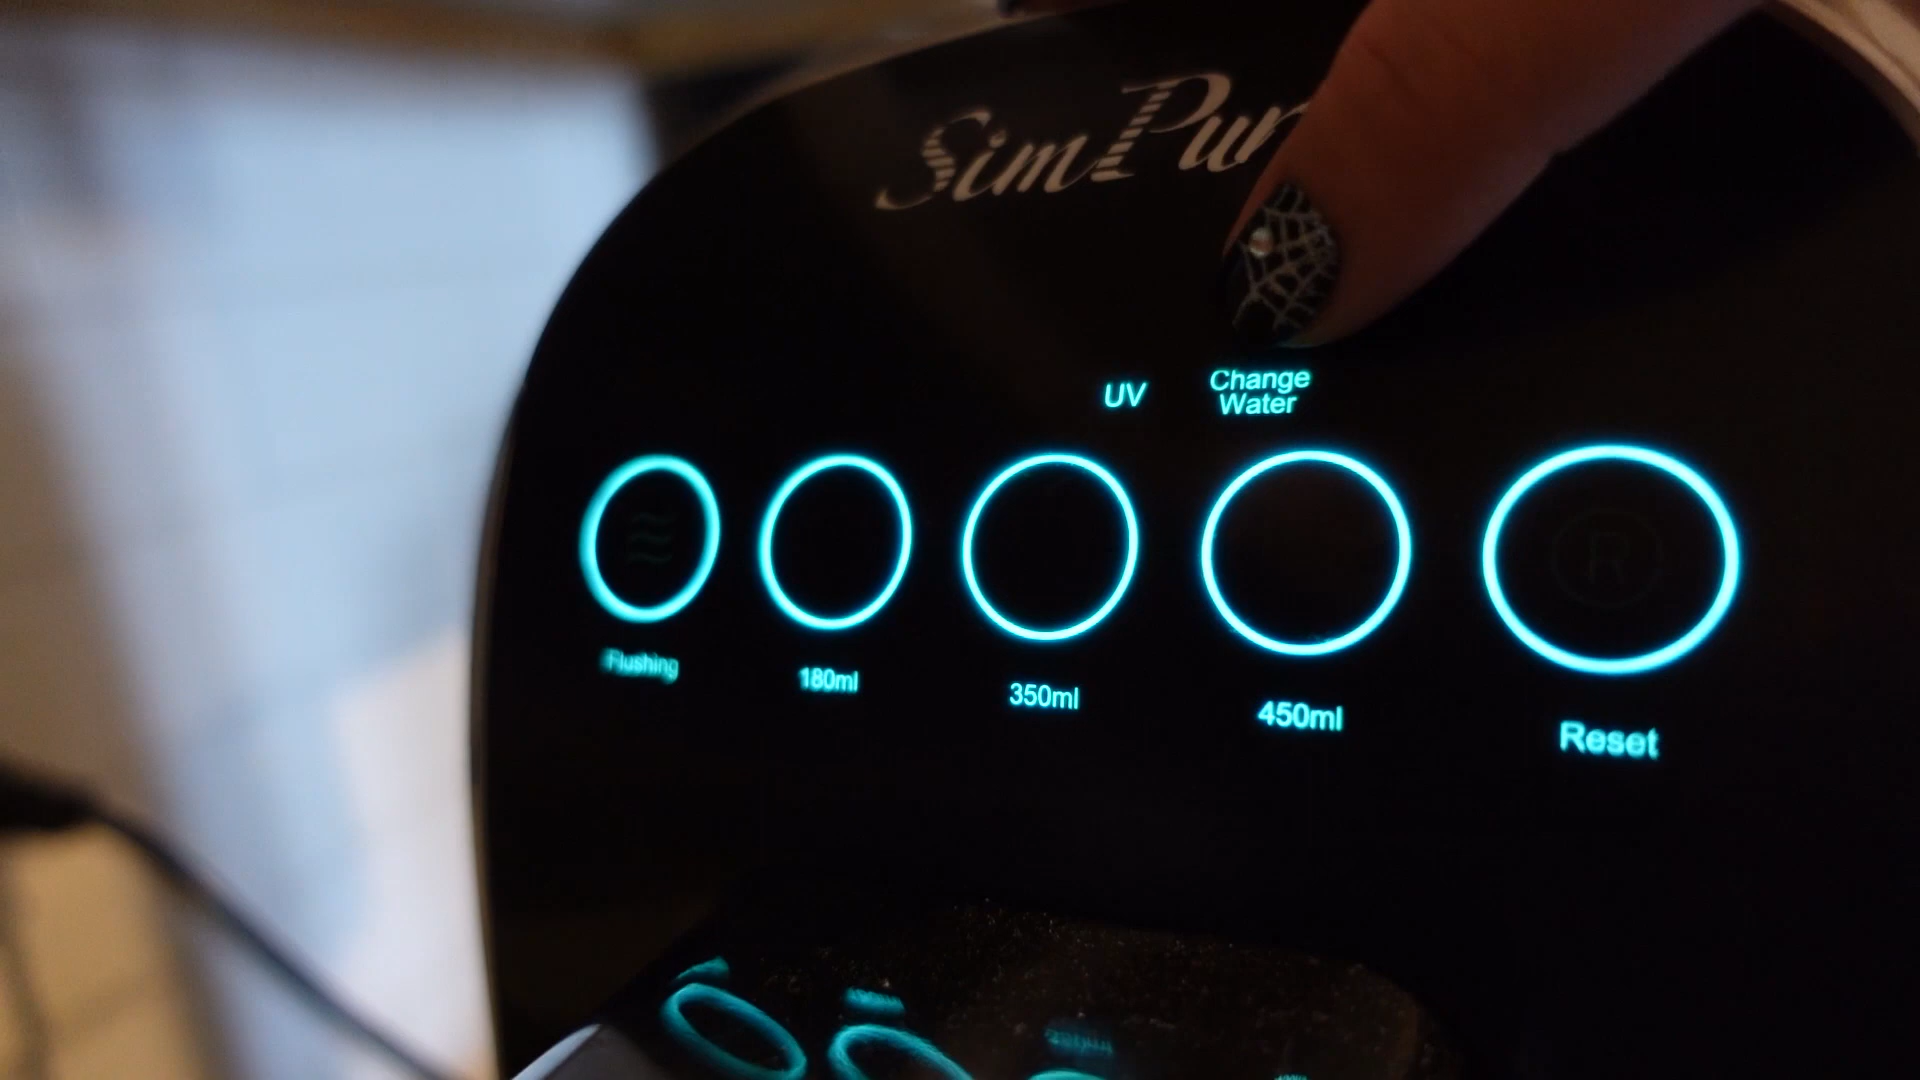 SimPur
UV
Change
Water
Flushing
180ml
350ml
450ml
R
Reset